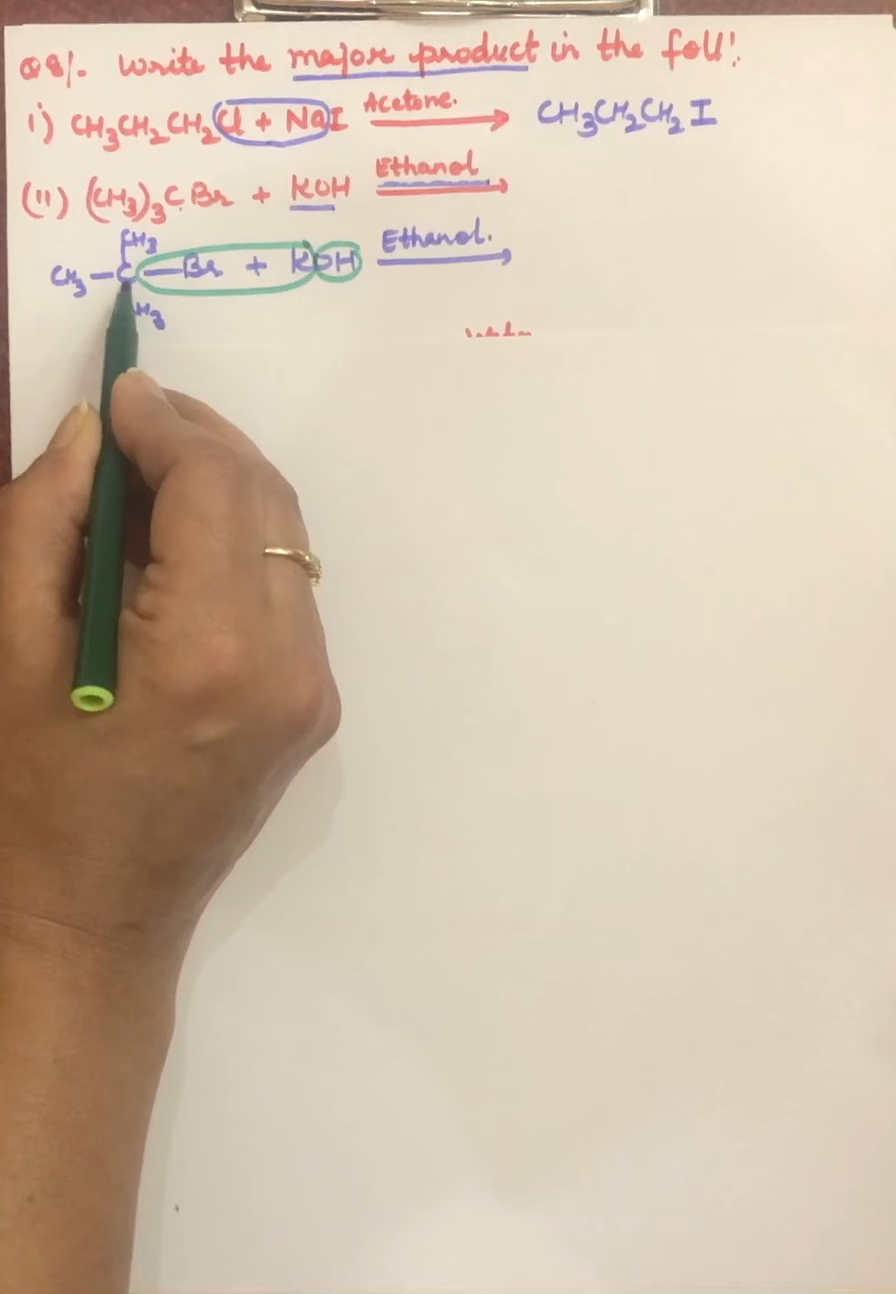 Q8/. Write the major product in the foll:
i) CH₃CH₂CH₂Cl + NaI Acetone. → CH₃CH₂CH₂I
(ii) (CH₃)₃CBr + KOH Ethanol →
CH₃
CH₃–C—Br + KOH Ethanol. →
H₃